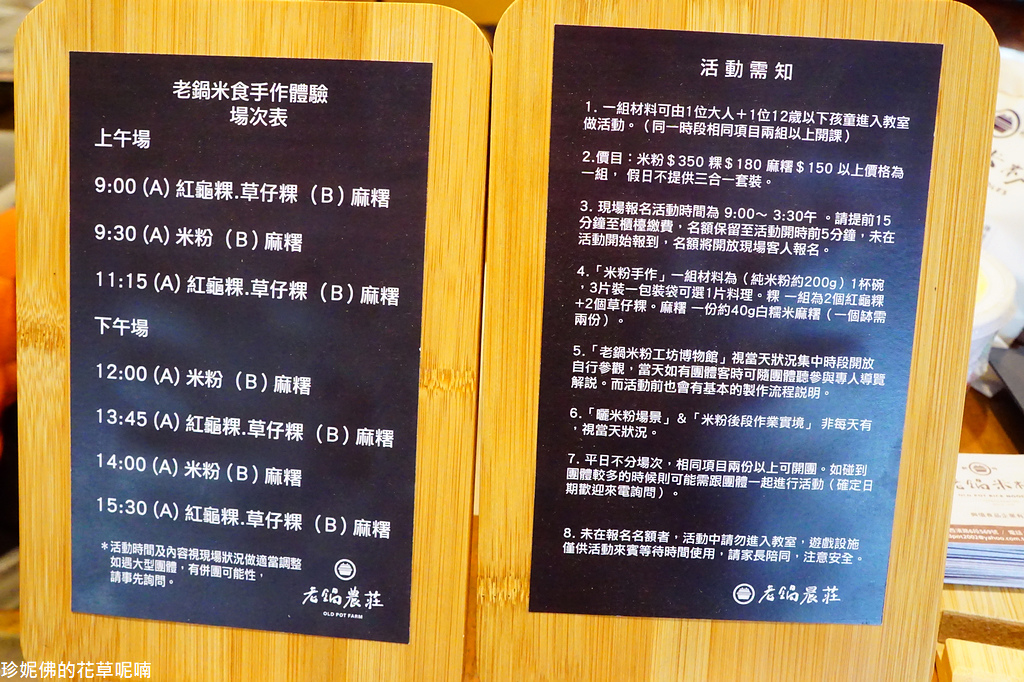 老鍋米食手作體驗
場次表
上午場
9:00 (A) 紅龜粿.草仔粿 (B) 麻糬
9:30 (A) 米粉 (B) 麻糬
11:15 (A) 紅龜粿.草仔粿 (B) 麻糬
下午場
12:00 (A) 米粉 (B) 麻糬
13:45 (A) 紅龜粿.草仔粿 (B) 麻糬
14:00 (A) 米粉 (B) 麻糬
15:30 (A) 紅龜粿.草仔粿 (B) 麻糬
＊活動時間及內容視現場狀況做適當調整
如遇大型團體，有併團可能性，
請事先詢問。
老鍋農莊
OLD POT FARM
活動需知
1. 一組材料可由1位大人＋1位12歲以下孩童進入教室
做活動。（同一時段相同項目兩組以上開課）
2.價目：米粉＄350 粿＄180 麻糬＄150 以上價格為
一組， 假日不提供三合一套裝。
3. 現場報名活動時間為 9:00～ 3:30午 。請提前15
分鐘至櫃檯繳費，名額保留至活動開時前5分鐘，未在
活動開始報到，名額將開放現場客人報名。
4.「米粉手作」一組材料為（純米粉約200g）1杯碗
，3片裝一包裝袋可選1片料理。粿 一組為2個紅龜粿
+2個草仔粿。麻糬 一份約40g白糯米麻糬（一個缽需
兩份）。
5.「老鍋米粉工坊博物館」視當天狀況集中時段開放
自行參觀，當天如有團體客時可隨團體聽參與專人導覽
解說。而活動前也會有基本的製作流程說明。
6.「曬米粉場景」＆「米粉後段作業實境」 非每天有
，視當天狀況。
7. 平日不分場次，相同項目兩份以上可開團。如碰到
團體較多的時候則可能需跟團體一起進行活動（確定日
期歡迎來電詢問）。
8. 未在報名名額者，活動中請勿進入教室，遊戲設施
僅供活動來賓等待時間使用，請家長陪同，注意安全。
老鍋農莊
珍妮佛的花草呢喃